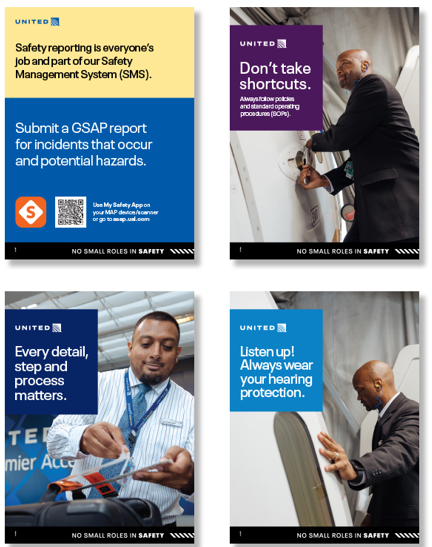 UNITED
Safety reporting is everyone's
job and part of our Safety
Management System (SMS).
Submit a GSAP report
for incidents that occur
and potential hazards.
S
Use My Safety App on
your MAP device/scanner
or go to asap.ual.com
NO SMALL ROLES IN SAFETY
UNITED
Don't take
shortcuts.
Always follow policies
and standard operating
procedures (SOPs).
NO SMALL ROLES IN SAFETY
UNITED
Every detail,
step and
process
matters.
TED
mier Acce
NO SMALL ROLES IN SAFETY
UNITED
Listen up!
Always wear
your hearing
protection.
NO SMALL ROLES IN SAFETY